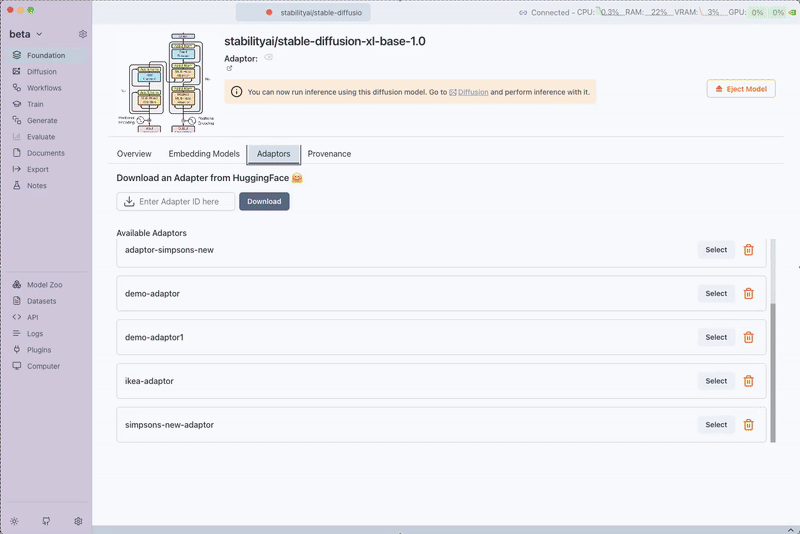 stabilityai/stable-diffusio
Connected - CPU: 0.3% RAM: 22% VRAM: 3% GPU: 0% 0%
beta
Foundation
Diffusion
Workflows
Train
Generate
Evaluate
Documents
Export
Notes
Model Zoo
Datasets
API
Logs
Plugins
Computer
stabilityai/stable-diffusion-xl-base-1.0
Adaptor:
You can now run inference using this diffusion model. Go to Diffusion and perform inference with it.
Eject Model
Overview Embedding Models Adaptors Provenance
Download an Adapter from HuggingFace 🤗
Enter Adapter ID here Download
Available Adaptors
adaptor-simpsons-new Select
demo-adaptor Select
demo-adaptor1 Select
ikea-adaptor Select
simpsons-new-adaptor Select